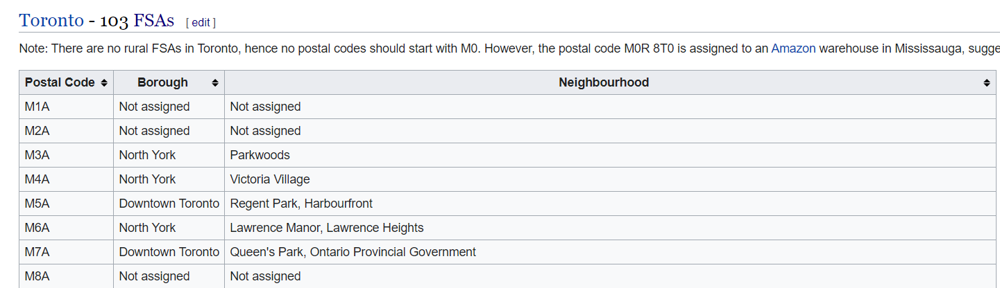 Toronto - 103 FSAs [ edit ]
Note: There are no rural FSAs in Toronto, hence no postal codes should start with M0. However, the postal code M0R 8T0 is assigned to an Amazon warehouse in Mississauga, sugge
Postal Code Borough Neighbourhood
M1A Not assigned Not assigned
M2A Not assigned Not assigned
M3A North York Parkwoods
M4A North York Victoria Village
M5A Downtown Toronto Regent Park, Harbourfront
M6A North York Lawrence Manor, Lawrence Heights
M7A Downtown Toronto Queen's Park, Ontario Provincial Government
M8A Not assigned Not assigned